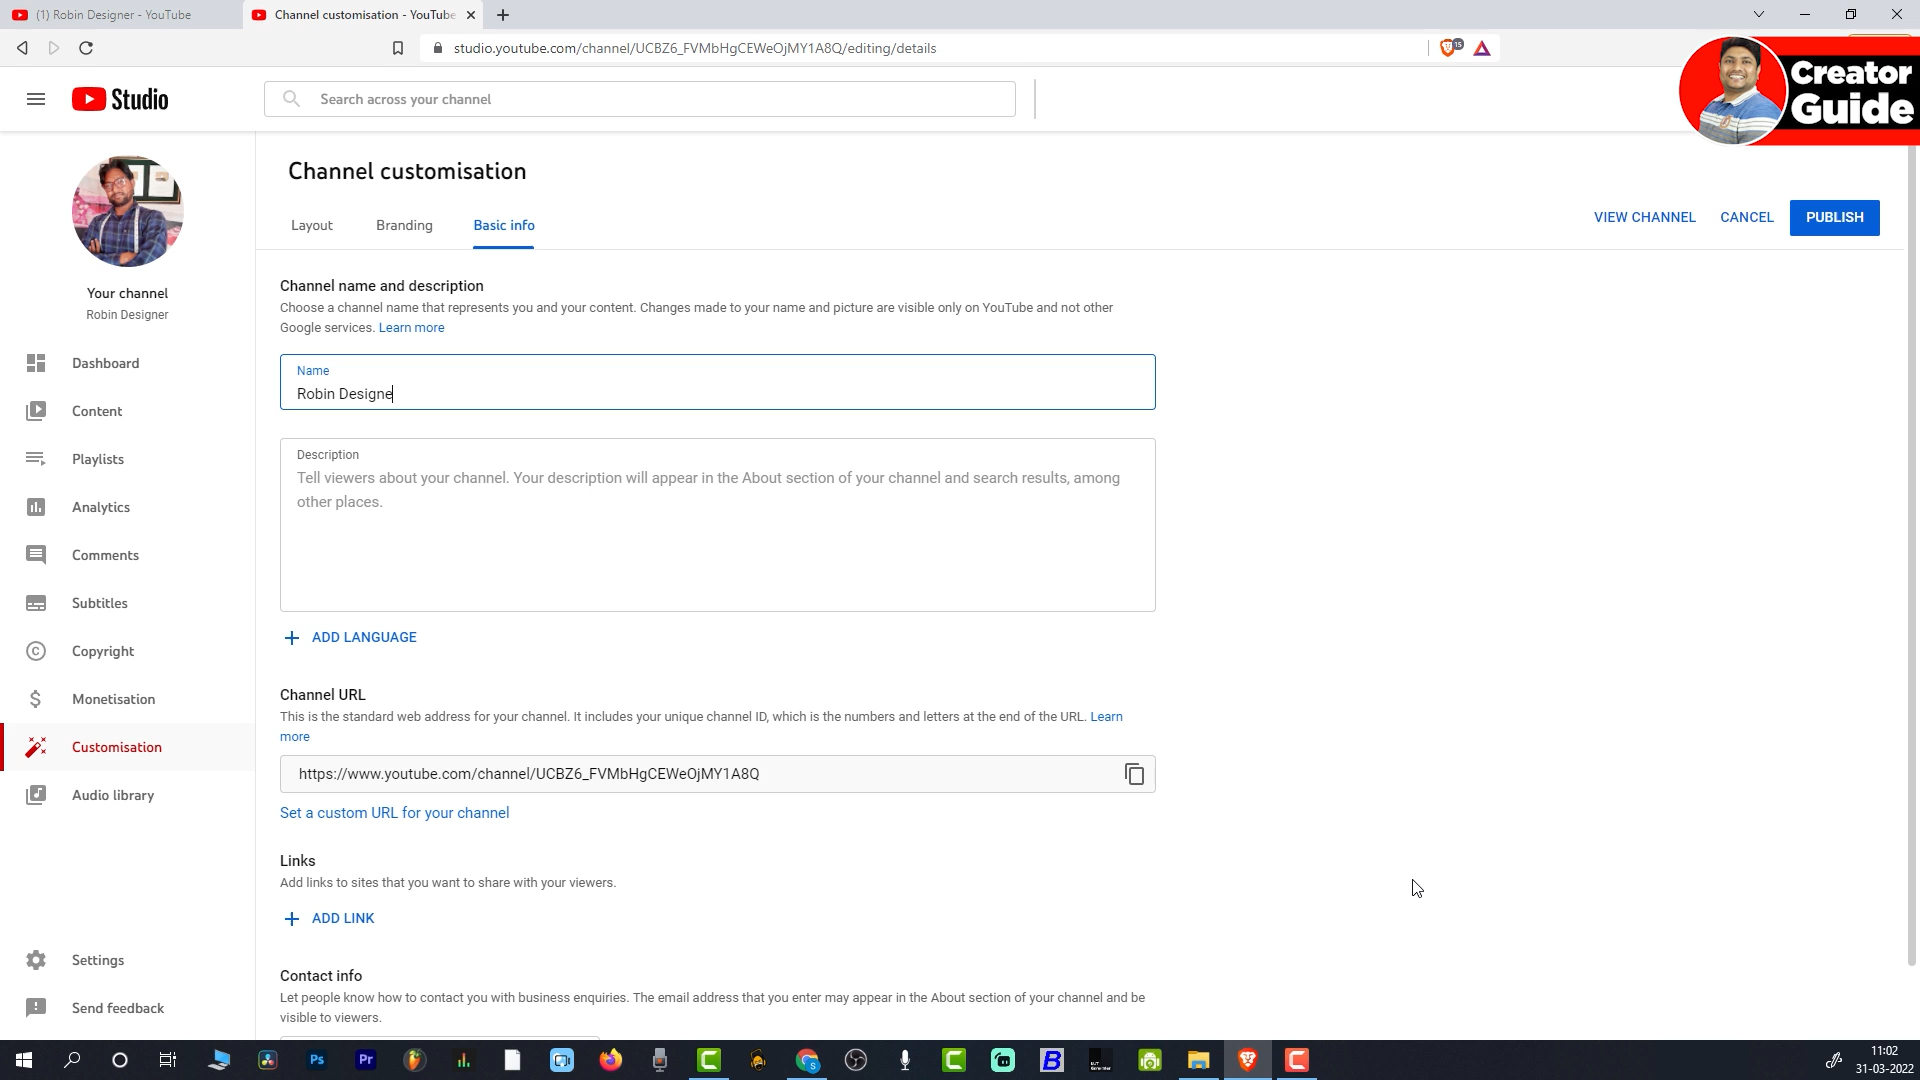 (1) Robin Designer - YouTube
Channel customisation - YouTube
studio.youtube.com/channel/UCBZ6_FVMbHgCEWeOjMY1A8Q/editing/details
15
Creator
Guide
Studio
Search across your channel
Channel customisation
Layout
Branding
Basic info
VIEW CHANNEL
CANCEL
PUBLISH
Your channel
Robin Designer
Dashboard
Content
Playlists
Analytics
Comments
Subtitles
Copyright
Monetisation
Customisation
Audio library
Settings
Send feedback
Channel name and description
Choose a channel name that represents you and your content. Changes made to your name and picture are visible only on YouTube and not other
Google services. Learn more
Name
Robin Designe
Description
Tell viewers about your channel. Your description will appear in the About section of your channel and search results, among
other places.
ADD LANGUAGE
Channel URL
This is the standard web address for your channel. It includes your unique channel ID, which is the numbers and letters at the end of the URL. Learn
more
https://www.youtube.com/channel/UCBZ6_FVMbHgCEWeOjMY1A8Q
Set a custom URL for your channel
Links
Add links to sites that you want to share with your viewers.
ADD LINK
Contact info
Let people know how to contact you with business enquiries. The email address that you enter may appear in the About section of your channel and be
visible to viewers.
Ps
Pr
S
B
11:02
31-03-2022